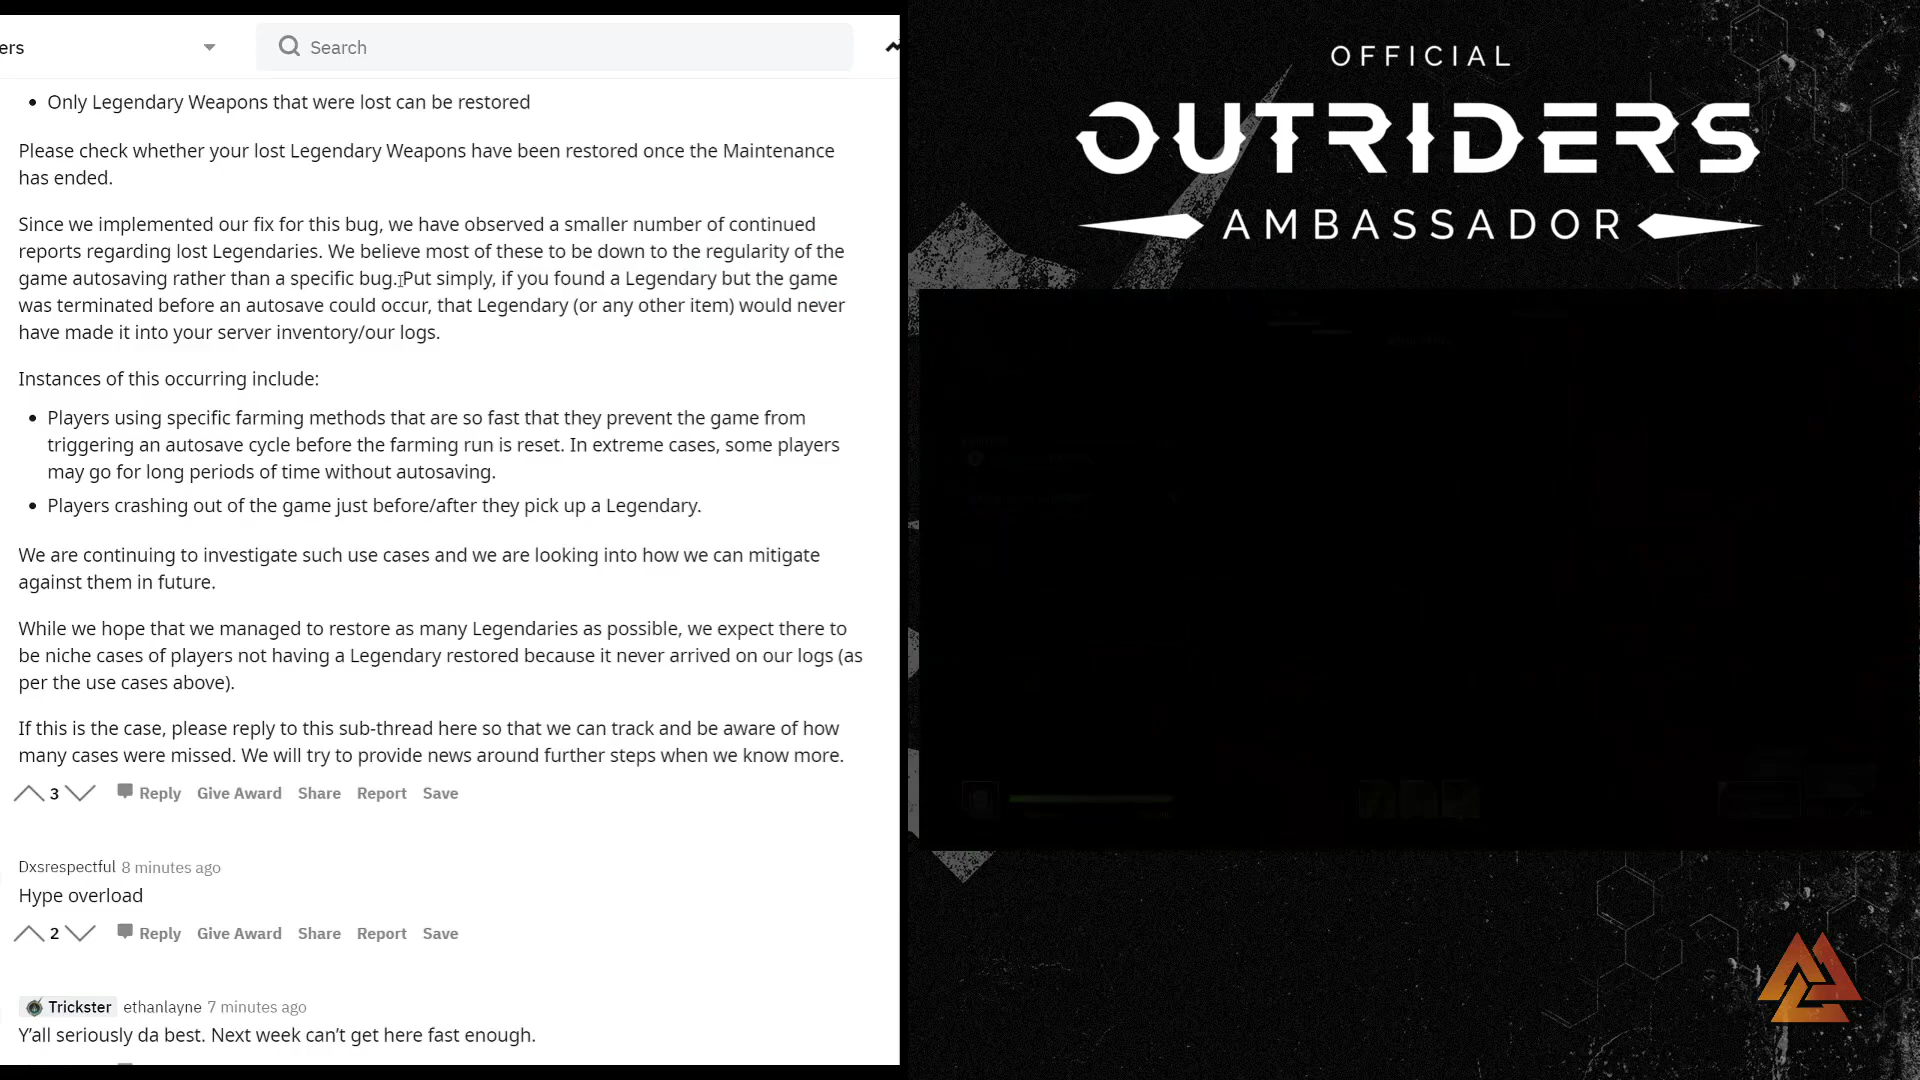 ers
Search
Only Legendary Weapons that were lost can be restored
Please check whether your lost Legendary Weapons have been restored once the Maintenance
has ended.
Since we implemented our fix for this bug, we have observed a smaller number of continued
reports regarding lost Legendaries. We believe most of these to be down to the regularity of the
game autosaving rather than a specific bug. Put simply, if you found a Legendary but the game
was terminated before an autosave could occur, that Legendary (or any other item) would never
have made it into your server inventory/our logs.
Instances of this occurring include:
Players using specific farming methods that are so fast that they prevent the game from
triggering an autosave cycle before the farming run is reset. In extreme cases, some players
may go for long periods of time without autosaving.
Players crashing out of the game just before/after they pick up a Legendary.
We are continuing to investigate such use cases and we are looking into how we can mitigate
against them in future.
While we hope that we managed to restore as many Legendaries as possible, we expect there to
be niche cases of players not having a Legendary restored because it never arrived on our logs (as
per the use cases above).
If this is the case, please reply to this sub-thread here so that we can track and be aware of how
many cases were missed. We will try to provide news around further steps when we know more.
3 Reply Give Award Share Report Save
Dxsrespectful 8 minutes ago
Hype overload
2 Reply Give Award Share Report Save
Trickster ethanlayne 7 minutes ago
Y'all seriously da best. Next week can't get here fast enough.
OFFICIAL
OUTRIDERS
AMBASSADOR